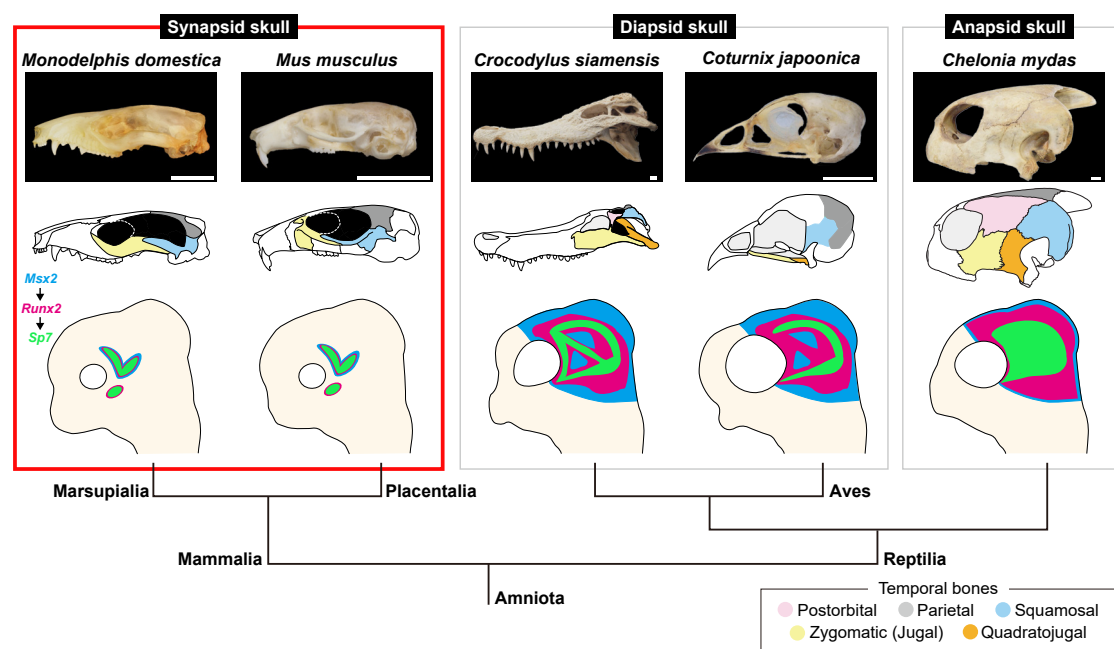 Synapsid skull
Diapsid skull
Anapsid skull
Monodelphis domestica
Mus musculus
Crocodylus siamensis
Coturnix japoonica
Chelonia mydas
Msx2
Runx2
Sp7
Marsupialia
Placentalia
Aves
Mammalia
Reptilia
Amniota
Temporal bones
Postorbital
Parietal
Squamosal
Zygomatic (Jugal)
Quadratojugal